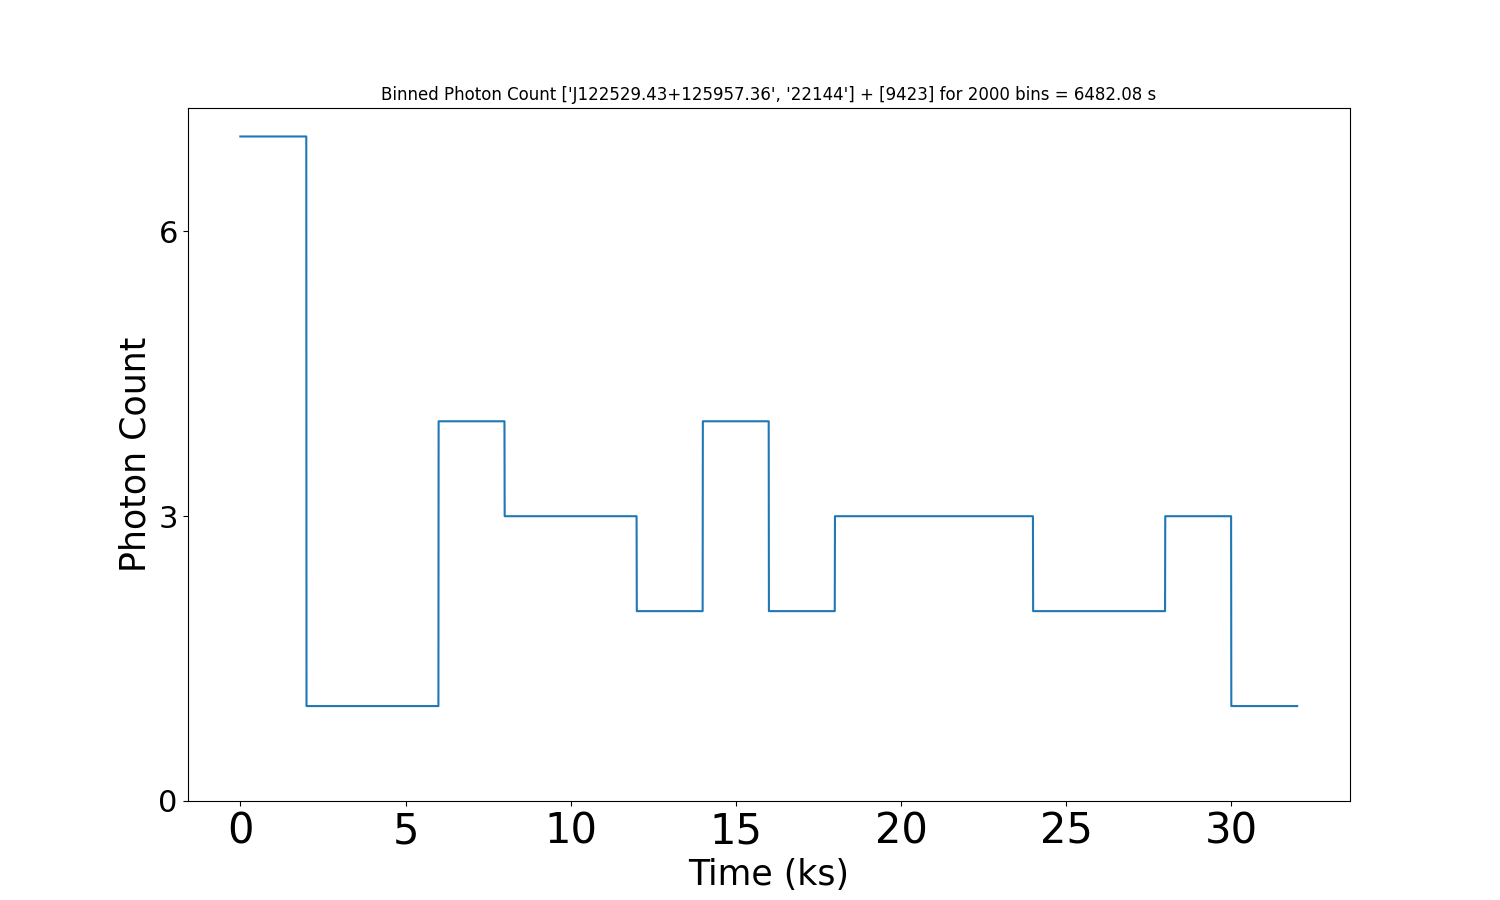 Binned Photon Count ['J122529.43+125957.36', '22144'] + [9423] for 2000 bins = 6482.08 s
6
3
0
Photon Count
0 5 10 15 20 25 30
Time (ks)